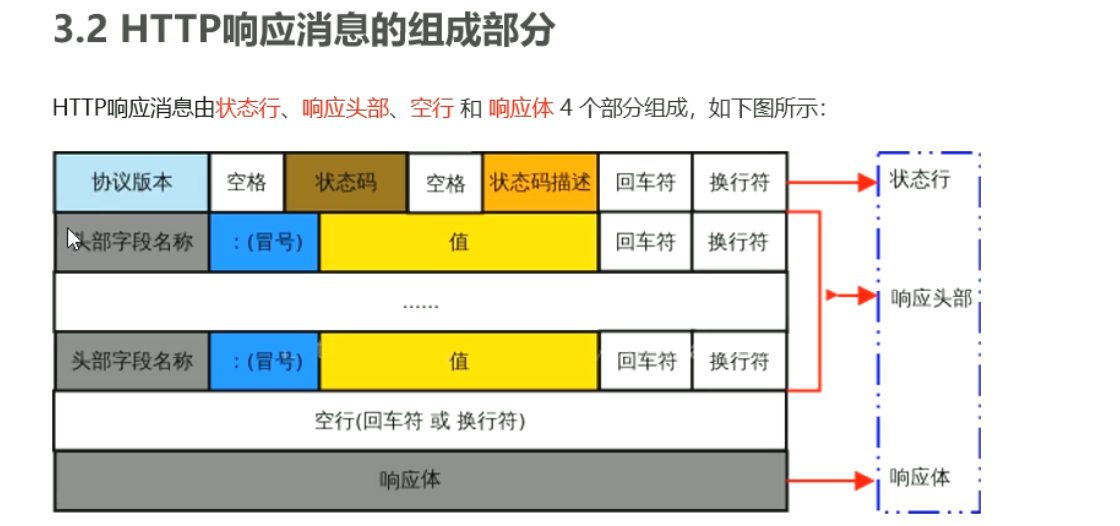 3.2 HTTP响应消息的组成部分
HTTP响应消息由状态行、响应头部、空行 和 响应体 4 个部分组成，如下图所示：
协议版本 空格 状态码 空格 状态码描述 回车符 换行符 状态行
头部字段名称 ：(冒号) 值 回车符 换行符
......
响应头部
头部字段名称 ：(冒号) 值 回车符 换行符
空行(回车符 或 换行符)
响应体 响应体